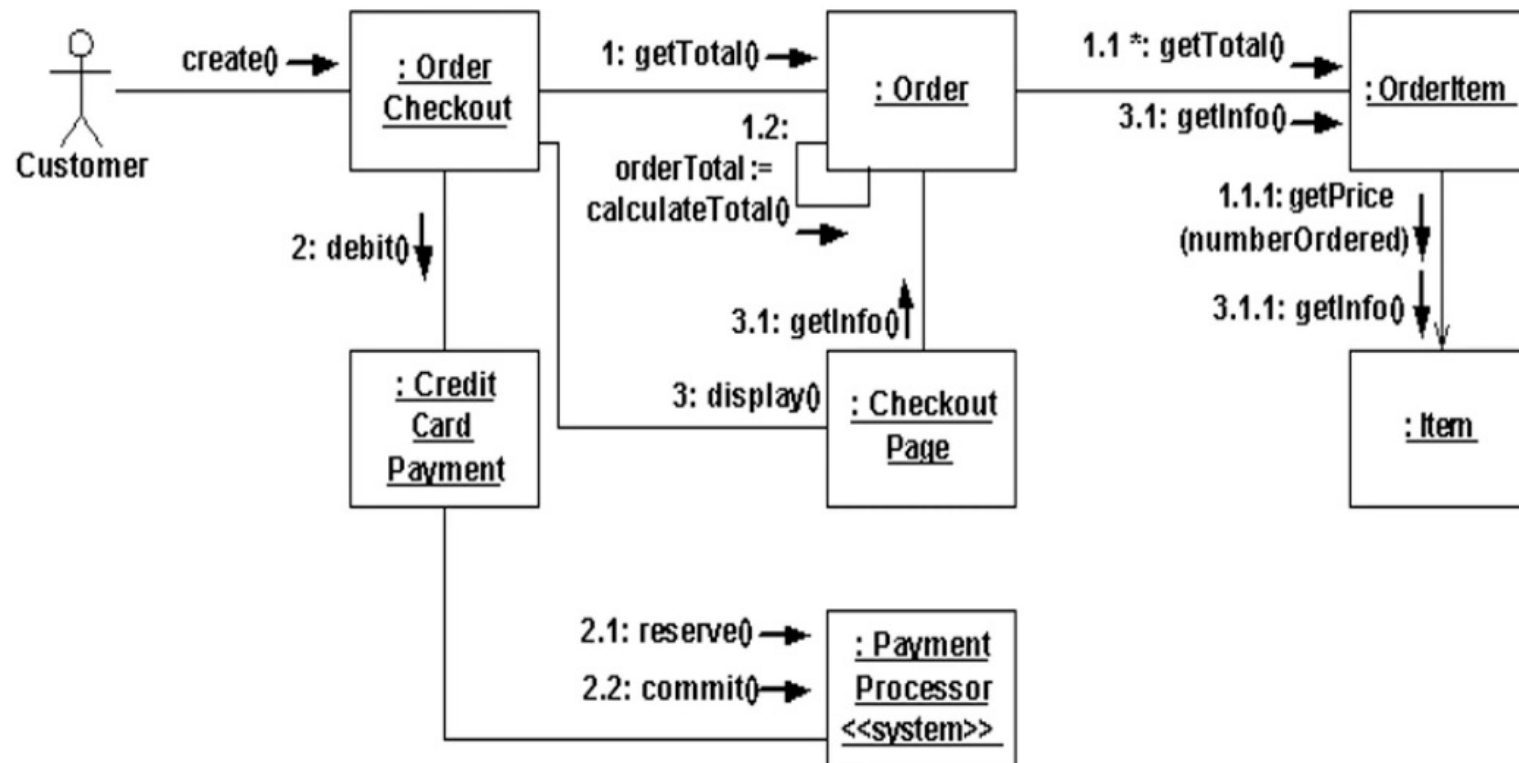 create()
Customer
: Order
Checkout
1: getTotal()
: Order
1.1 *: getTotal()
3.1: getInfo()
: OrderItem
1.2:
orderTotal :=
calculateTotal()
2: debit()
1.1.1: getPrice
(numberOrdered)
3.1.1: getInfo()
3.1: getInfo()
: Credit
Card
Payment
3: display()
: Checkout
Page
: Item
2.1: reserve()
2.2: commit()
: Payment
Processor
<<system>>